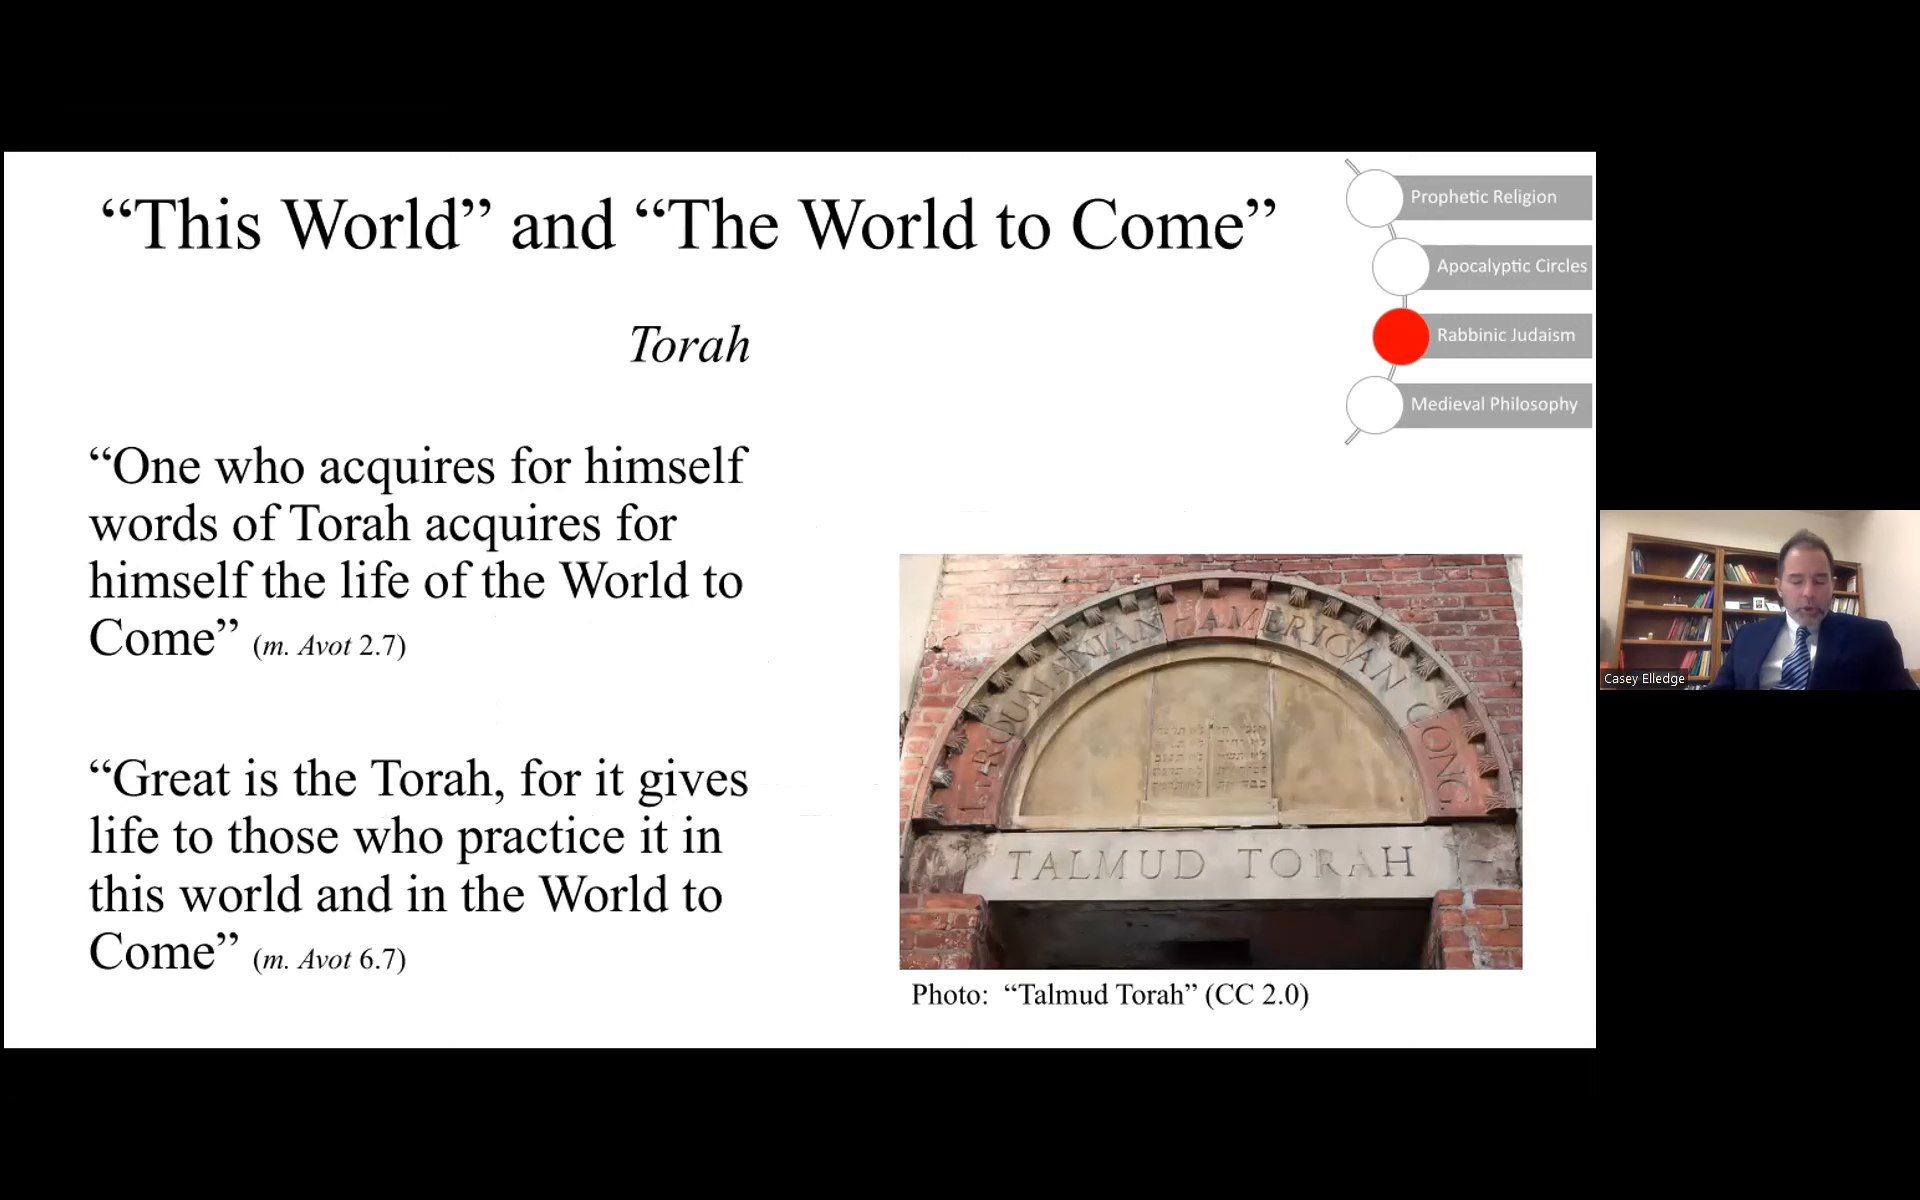 “This World” and “The World to Come”
Prophetic Religion
Apocalyptic Circles
Rabbinic Judaism
Medieval Philosophy
Torah
“One who acquires for himself
words of Torah acquires for
himself the life of the World to
Come” (m. Avot 2.7)
“Great is the Torah, for it gives
life to those who practice it in
this world and in the World to
Come” (m. Avot 6.7)
AMERICAN
CONG.
TALMUD TORAH
Photo: “Talmud Torah” (CC 2.0)
Casey Elledge